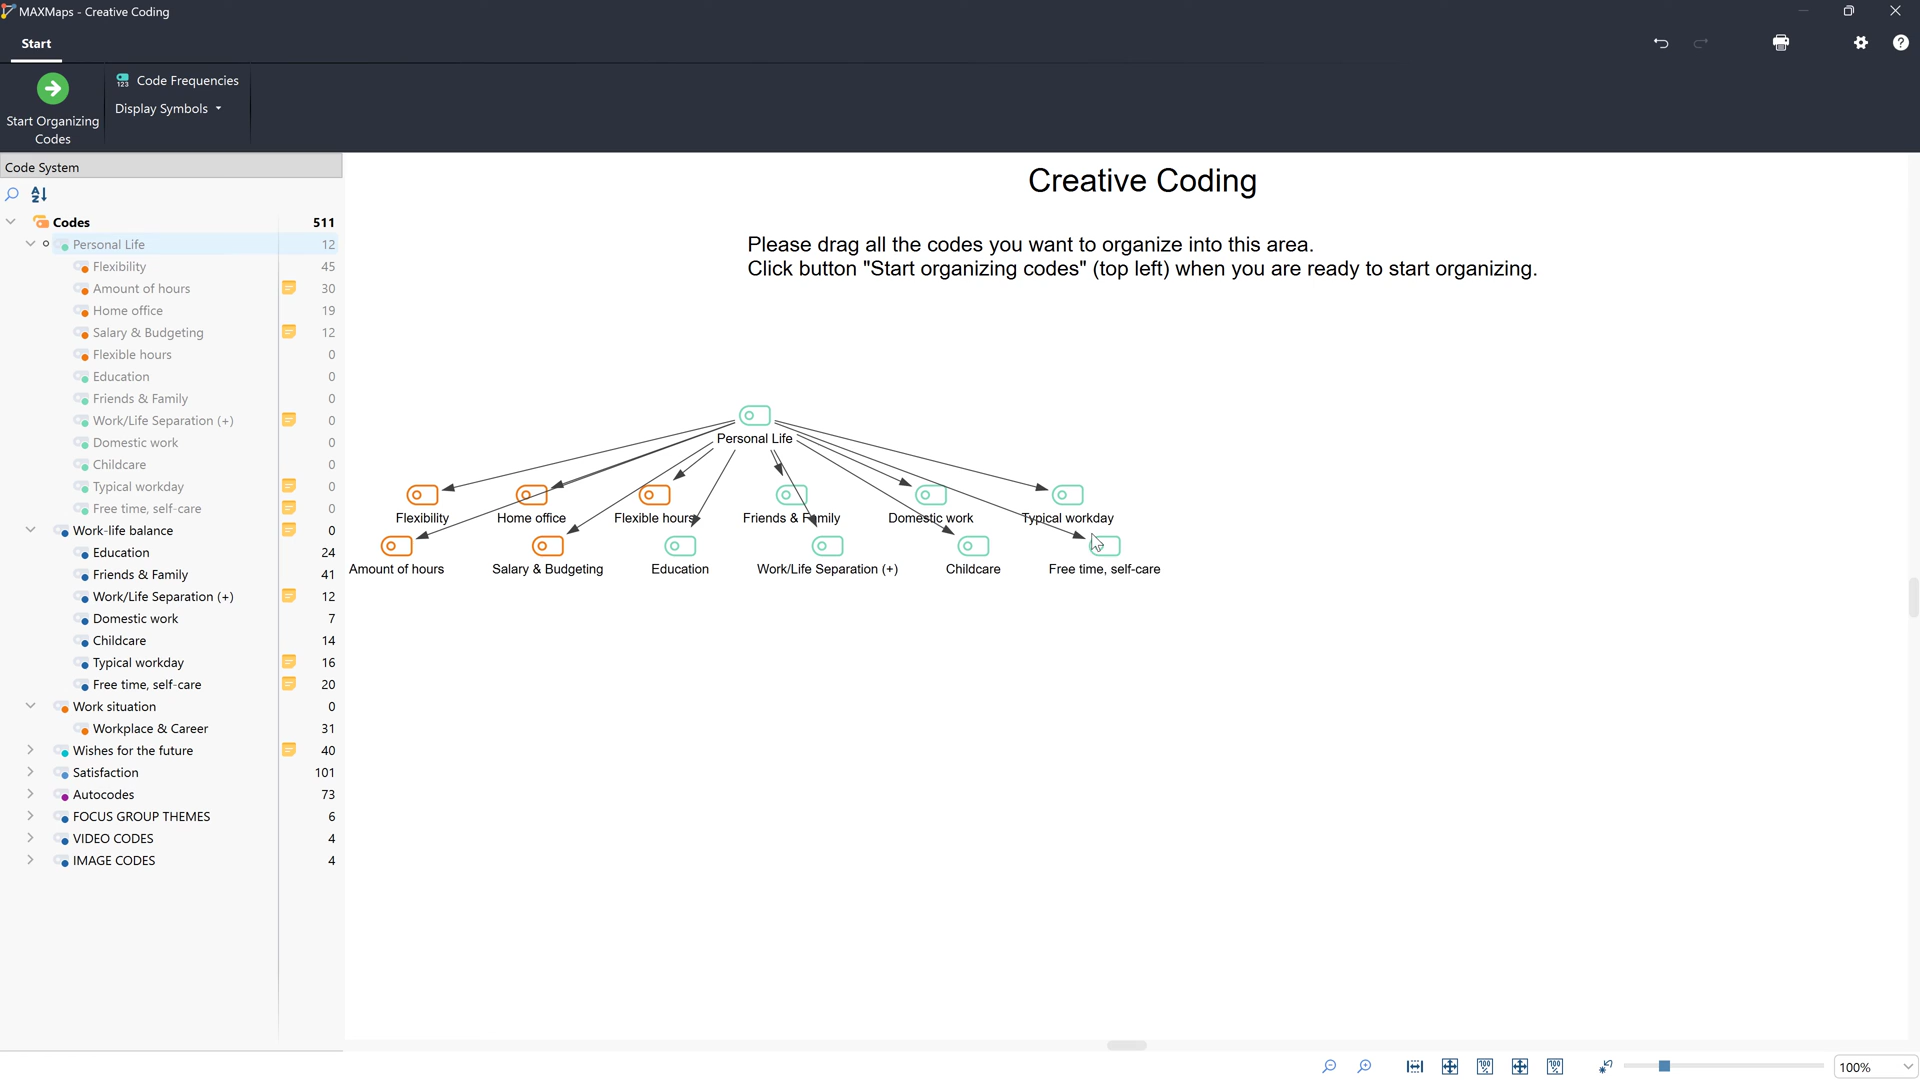 MAXMaps - Creative Coding
Start
Start Organizing
Codes
123 Code Frequencies
Display Symbols
Code System
Codes 511
Personal Life 12
Flexibility 45
Amount of hours 30
Home office 19
Salary & Budgeting 12
Flexible hours 0
Education 0
Friends & Family 0
Work/Life Separation (+) 0
Domestic work 0
Childcare 0
Typical workday 0
Free time, self-care 0
Work-life balance 0
Education 24
Friends & Family 41
Work/Life Separation (+) 12
Domestic work 7
Childcare 14
Typical workday 16
Free time, self-care 20
Work situation 0
Workplace & Career 31
Wishes for the future 40
Satisfaction 101
Autocodes 73
FOCUS GROUP THEMES 6
VIDEO CODES 4
IMAGE CODES 4
Creative Coding
Please drag all the codes you want to organize into this area.
Click button "Start organizing codes" (top left) when you are ready to start organizing.
Personal Life
Flexibility Home office Flexible hours Friends & Family Domestic work Typical workday
Amount of hours Salary & Budgeting Education Work/Life Separation (+) Childcare Free time, self-care
100%